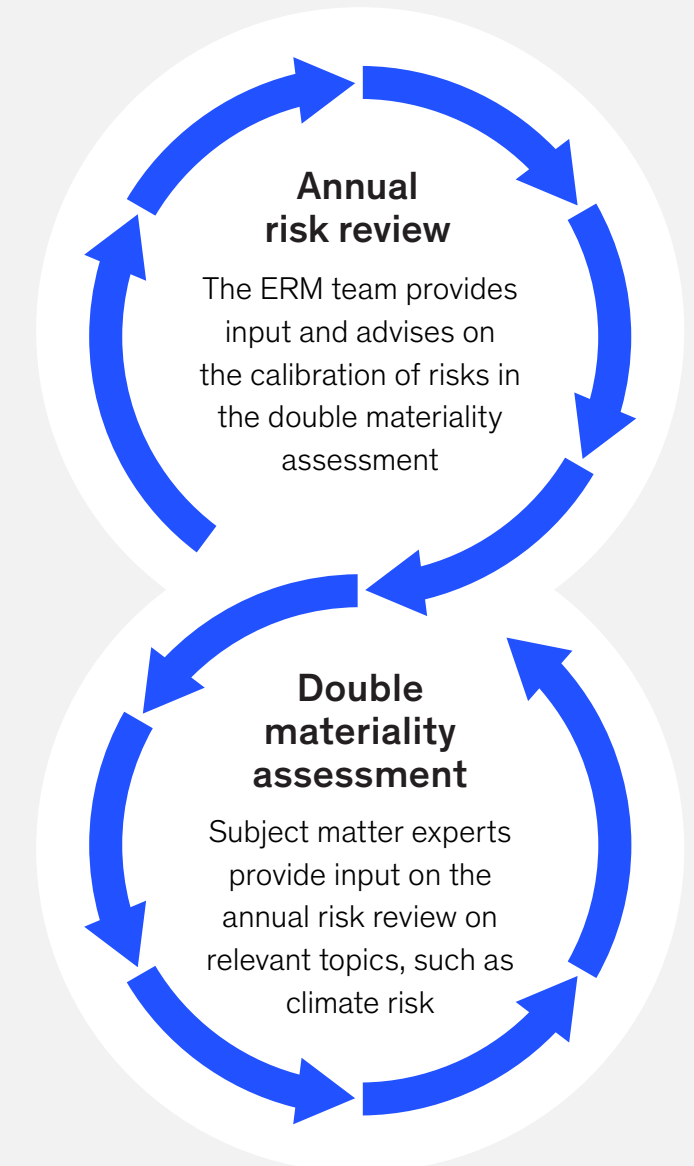 Annual
risk review
The ERM team provides
input and advises on
the calibration of risks in
the double materiality
assessment
Double
materiality
assessment
Subject matter experts
provide input on the
annual risk review on
relevant topics, such as
climate risk